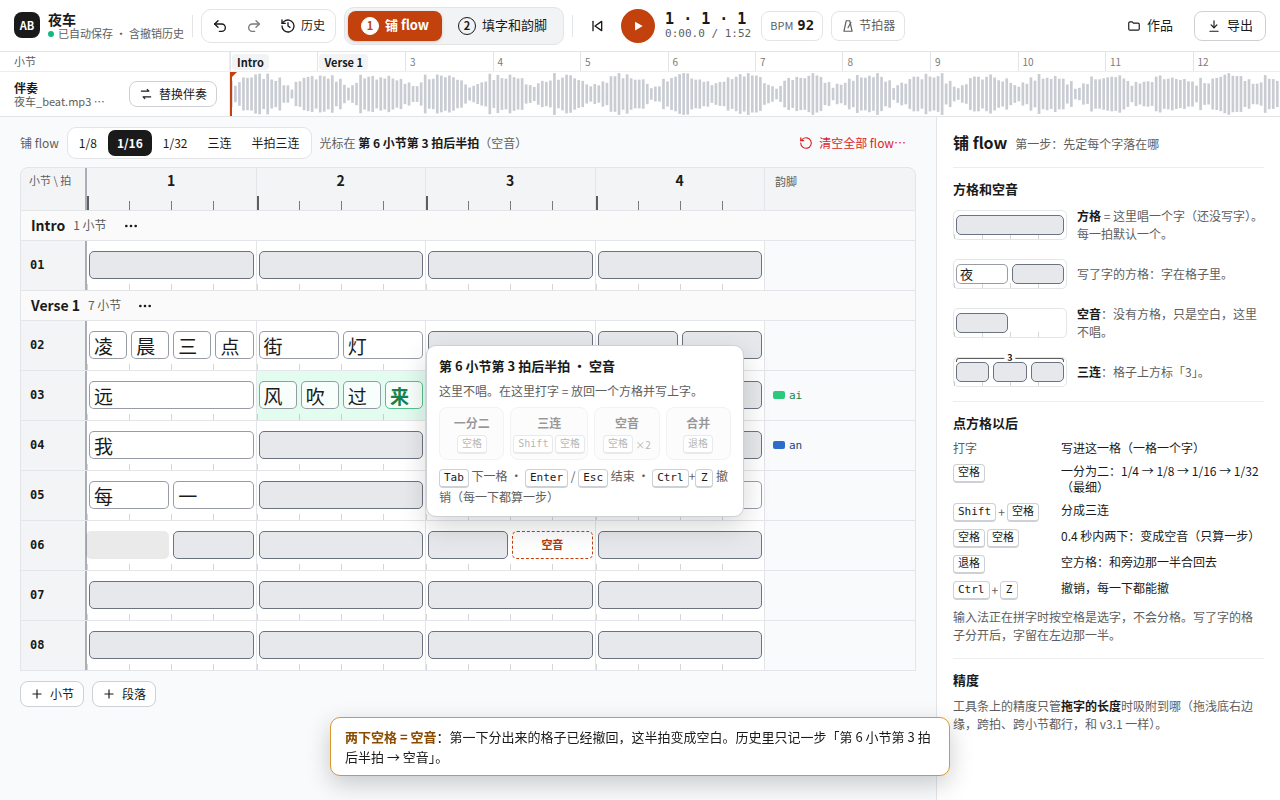 AB
夜车
已自动保存 · 含撤销历史
历史
1 铺 flow
2 填字和韵脚
1 · 1 · 1
0:00.0 / 1:52
BPM 92
节拍器
作品
导出
小节
Intro
Verse 1
3 4 5 6 7 8 9 10 11 12
伴奏
夜车_beat.mp3 ···
替换伴奏
铺 flow
1/8 1/16 1/32 三连 半拍三连
光标在 第 6 小节第 3 拍后半拍（空音）
清空全部 flow···
小节 \ 拍 1 2 3 4 韵脚
Intro 1 小节 ···
01
Verse 1 7 小节 ···
02 凌 晨 三 点 街 灯
03 远 风 吹 过 来 ai
04 我 an
05 每 一
06 空音
07
08
第 6 小节第 3 拍后半拍 · 空音
这里不唱。在这里打字 = 放回一个方格并写上字。
一分二 三连 空音 合并
空格 Shift 空格 空格 ×2 退格
Tab 下一格 · Enter / Esc 结束 · Ctrl+Z 撤
销（每一下都算一步）
小节
段落
两下空格 = 空音：第一下分出来的格子已经撤回，这半拍变成空白。历史里只记一步「第 6 小节第 3 拍
后半拍 → 空音」。
铺 flow 第一步：先定每个字落在哪
方格和空音
方格 = 这里唱一个字（还没写字）。
每一拍默认一个。
夜
写了字的方格：字在格子里。
空音：没有方格，只是空白，这里
不唱。
3
三连：格子上方标「3」。
点方格以后
打字 写进这一格（一格一个字）
空格 一分为二：1/4 → 1/8 → 1/16 → 1/32
（最细）
Shift + 空格 分成三连
空格 空格 0.4 秒内两下：变成空音（只算一步）
退格 空方格：和旁边那一半合回去
Ctrl + Z 撤销，每一下都能撤
输入法正在拼字时按空格是选字，不会分格。写了字的格
子分开后，字留在左边那一半。
精度
工具条上的精度只管拖字的长度时吸附到哪（拖浅底右边
缘，跨拍、跨小节都行，和 v3.1 一样）。